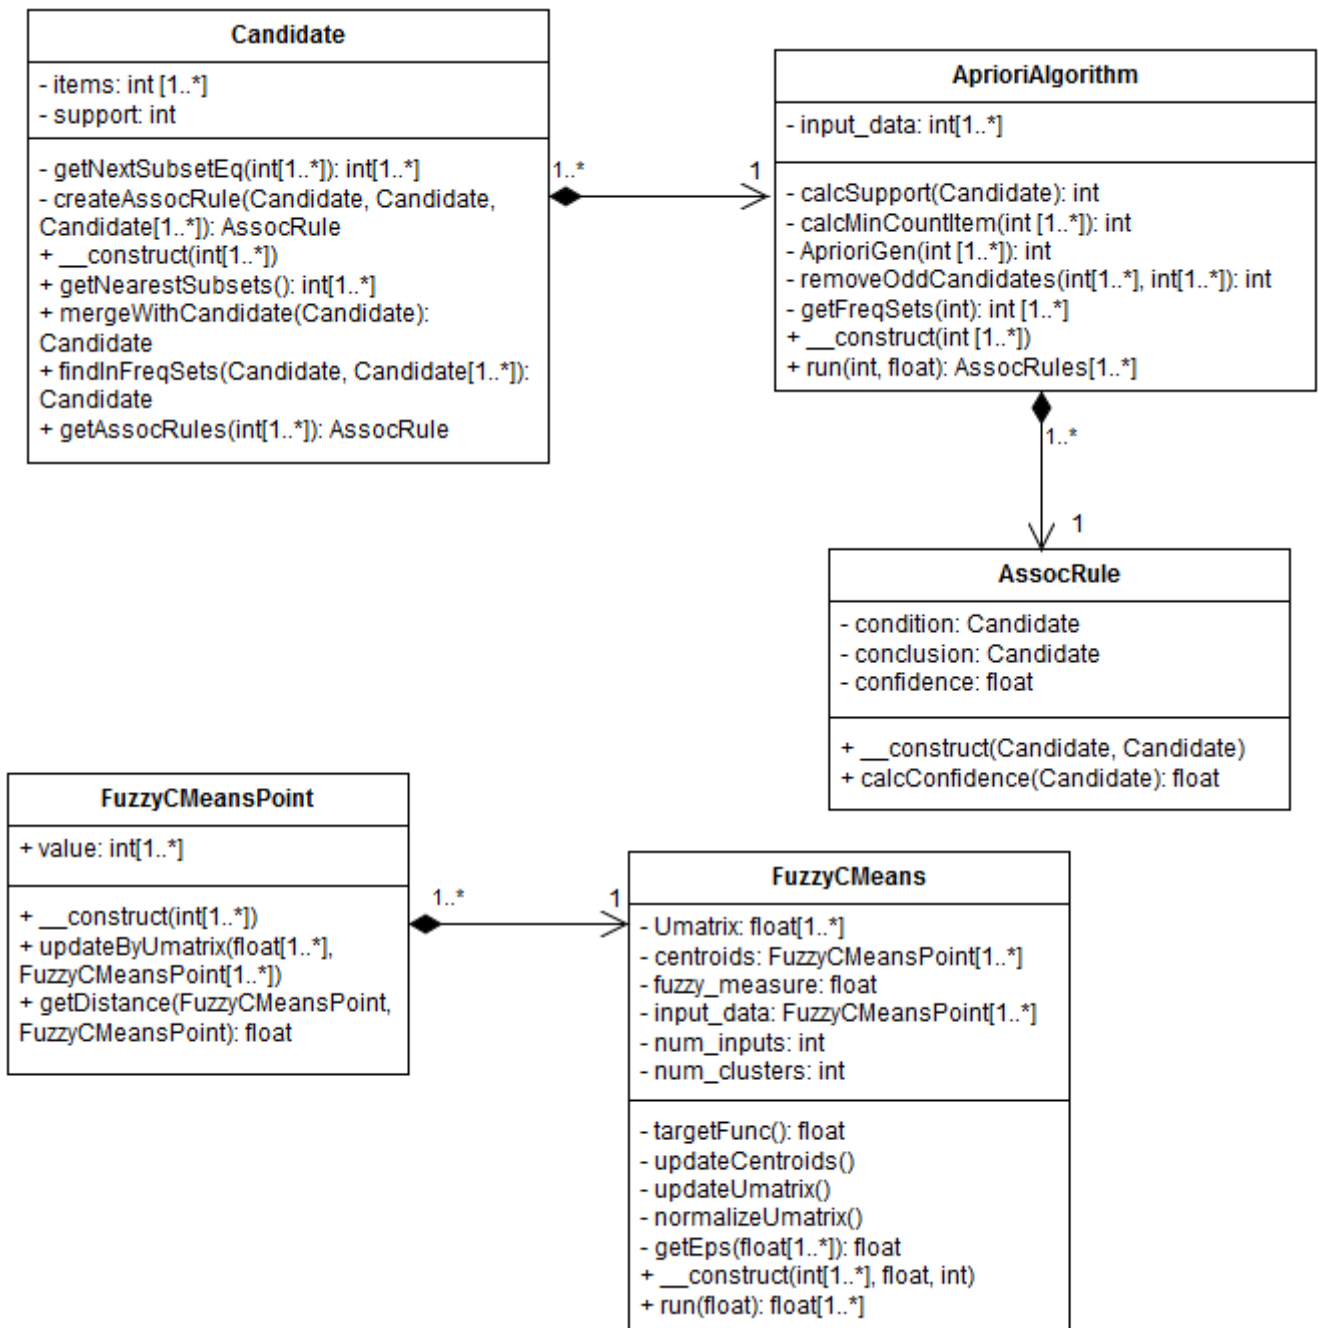 Candidate
- items: int [1..*]
- support: int
- getNextSubsetEq(int[1..*]): int[1..*]
- createAssocRule(Candidate, Candidate,
Candidate[1..*]): AssocRule
+ __construct(int[1..*])
+ getNearestSubsets(): int[1..*]
+ mergeWithCandidate(Candidate):
Candidate
+ findInFreqSets(Candidate, Candidate[1..*]):
Candidate
+ getAssocRules(int[1..*]): AssocRule
1..*
1
AprioriAlgorithm
- input_data: int[1..*]
- calcSupport(Candidate): int
- calcMinCountItem(int [1..*]): int
- AprioriGen(int [1..*]): int
- removeOddCandidates(int[1..*], int[1..*]): int
- getFreqSets(int): int [1..*]
+ __construct(int [1..*])
+ run(int, float): AssocRules[1..*]
1..*
1
AssocRule
- condition: Candidate
- conclusion: Candidate
- confidence: float
+ __construct(Candidate, Candidate)
+ calcConfidence(Candidate): float
FuzzyCMeansPoint
+ value: int[1..*]
+ __construct(int[1..*])
+ updateByUmatrix(float[1..*],
FuzzyCMeansPoint[1..*])
+ getDistance(FuzzyCMeansPoint,
FuzzyCMeansPoint): float
1..*
1
FuzzyCMeans
- Umatrix: float[1..*]
- centroids: FuzzyCMeansPoint[1..*]
- fuzzy_measure: float
- input_data: FuzzyCMeansPoint[1..*]
- num_inputs: int
- num_clusters: int
- targetFunc(): float
- updateCentroids()
- updateUmatrix()
- normalizeUmatrix()
- getEps(float[1..*]): float
+ __construct(int[1..*], float, int)
+ run(float): float[1..*]